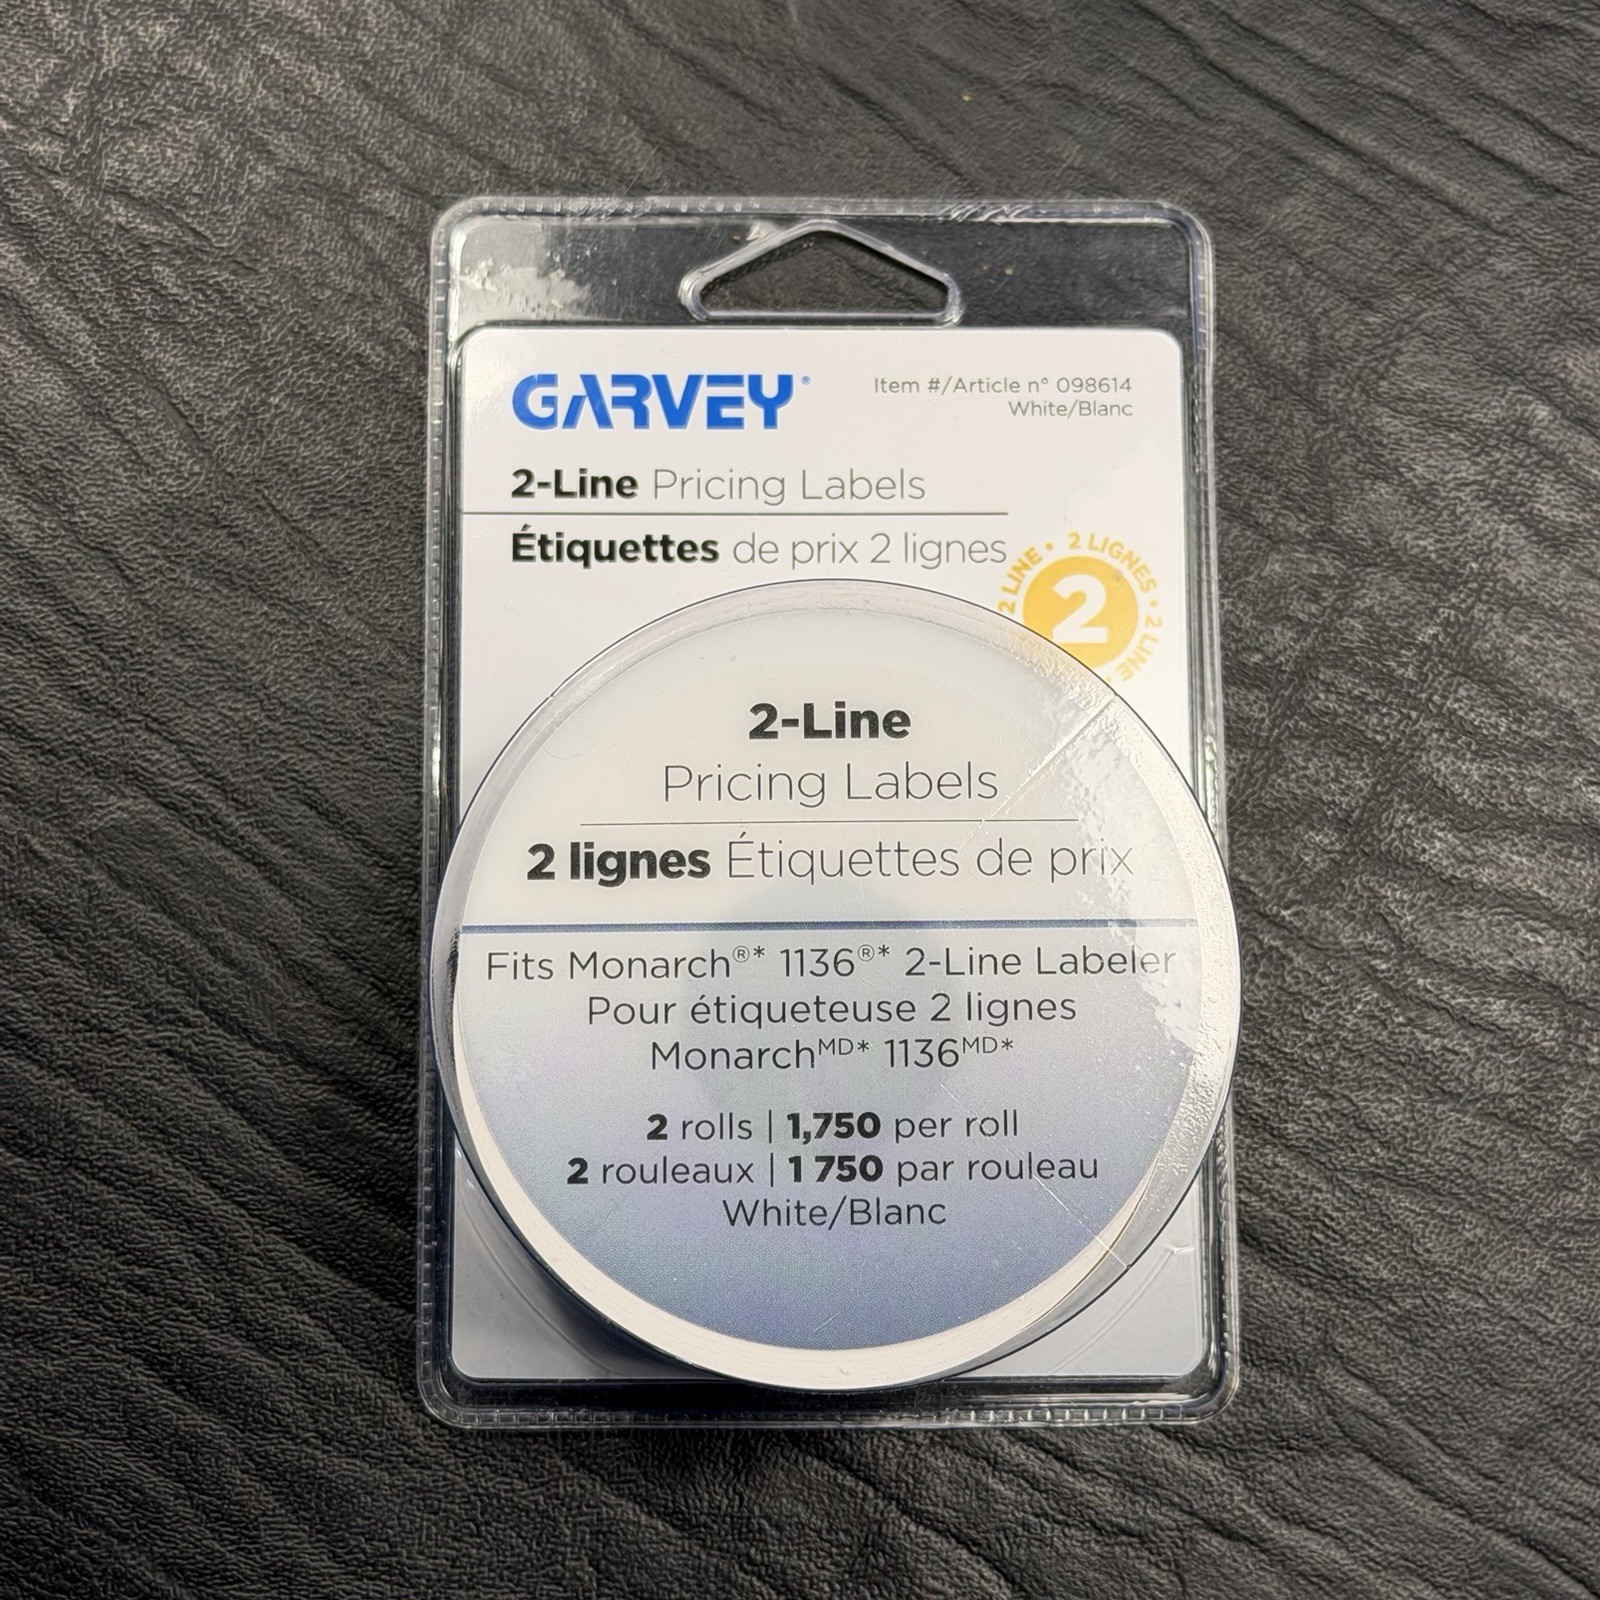 GARVEY®
Item #/Article n° 098614
White/Blanc
2-Line Pricing Labels
Étiquettes de prix 2 lignes
2 LINE • 2 LIGNES • 2 LINE •
2
2-Line
Pricing Labels
2 lignes Étiquettes de prix
Fits Monarch®* 1136®* 2-Line Labeler
Pour étiqueteuse 2 lignes
MonarchMD* 1136MD*
2 rolls | 1,750 per roll
2 rouleaux | 1 750 par rouleau
White/Blanc